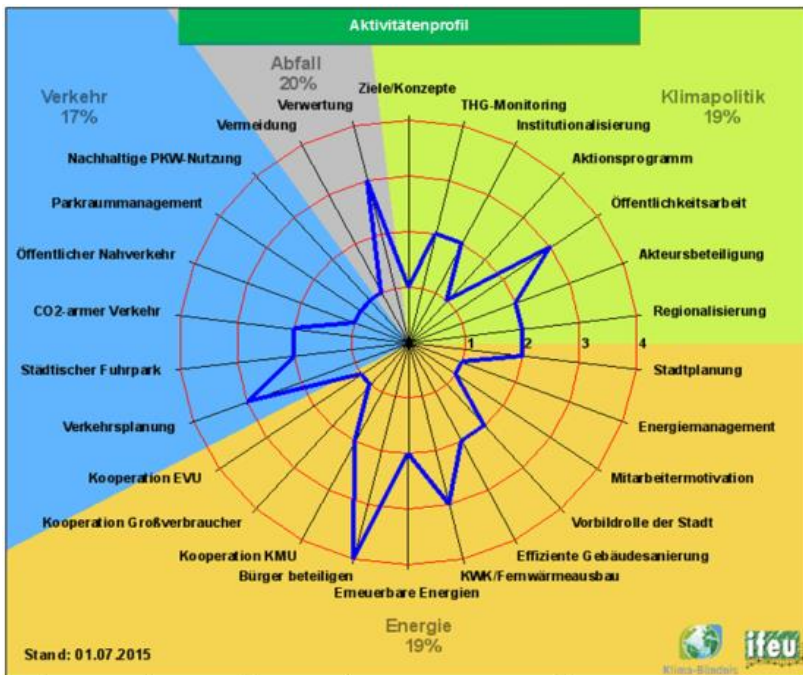 Aktivitätenprofil
Abfall
20%
Verkehr
17%
Klimapolitik
19%
Ziele/Konzepte
THG-Monitoring
Institutionalisierung
Aktionsprogramm
Öffentlichkeitsarbeit
Akteursbeteiligung
Regionalisierung
Stadtplanung
Energiemanagement
Mitarbeitermotivation
Vorbildrolle der Stadt
Effiziente Gebäudesanierung
KWK/Fernwärmeausbau
Erneuerbare Energien
Bürger beteiligen
Kooperation KMU
Kooperation Großverbraucher
Kooperation EVU
Verkehrsplanung
Städtischer Fuhrpark
CO2-armer Verkehr
Öffentlicher Nahverkehr
Parkraummanagement
Nachhaltige PKW-Nutzung
Vermeidung
Verwertung
1 2 3 4
Energie
19%
Stand: 01.07.2015
Klima-Bündnis
ifeu